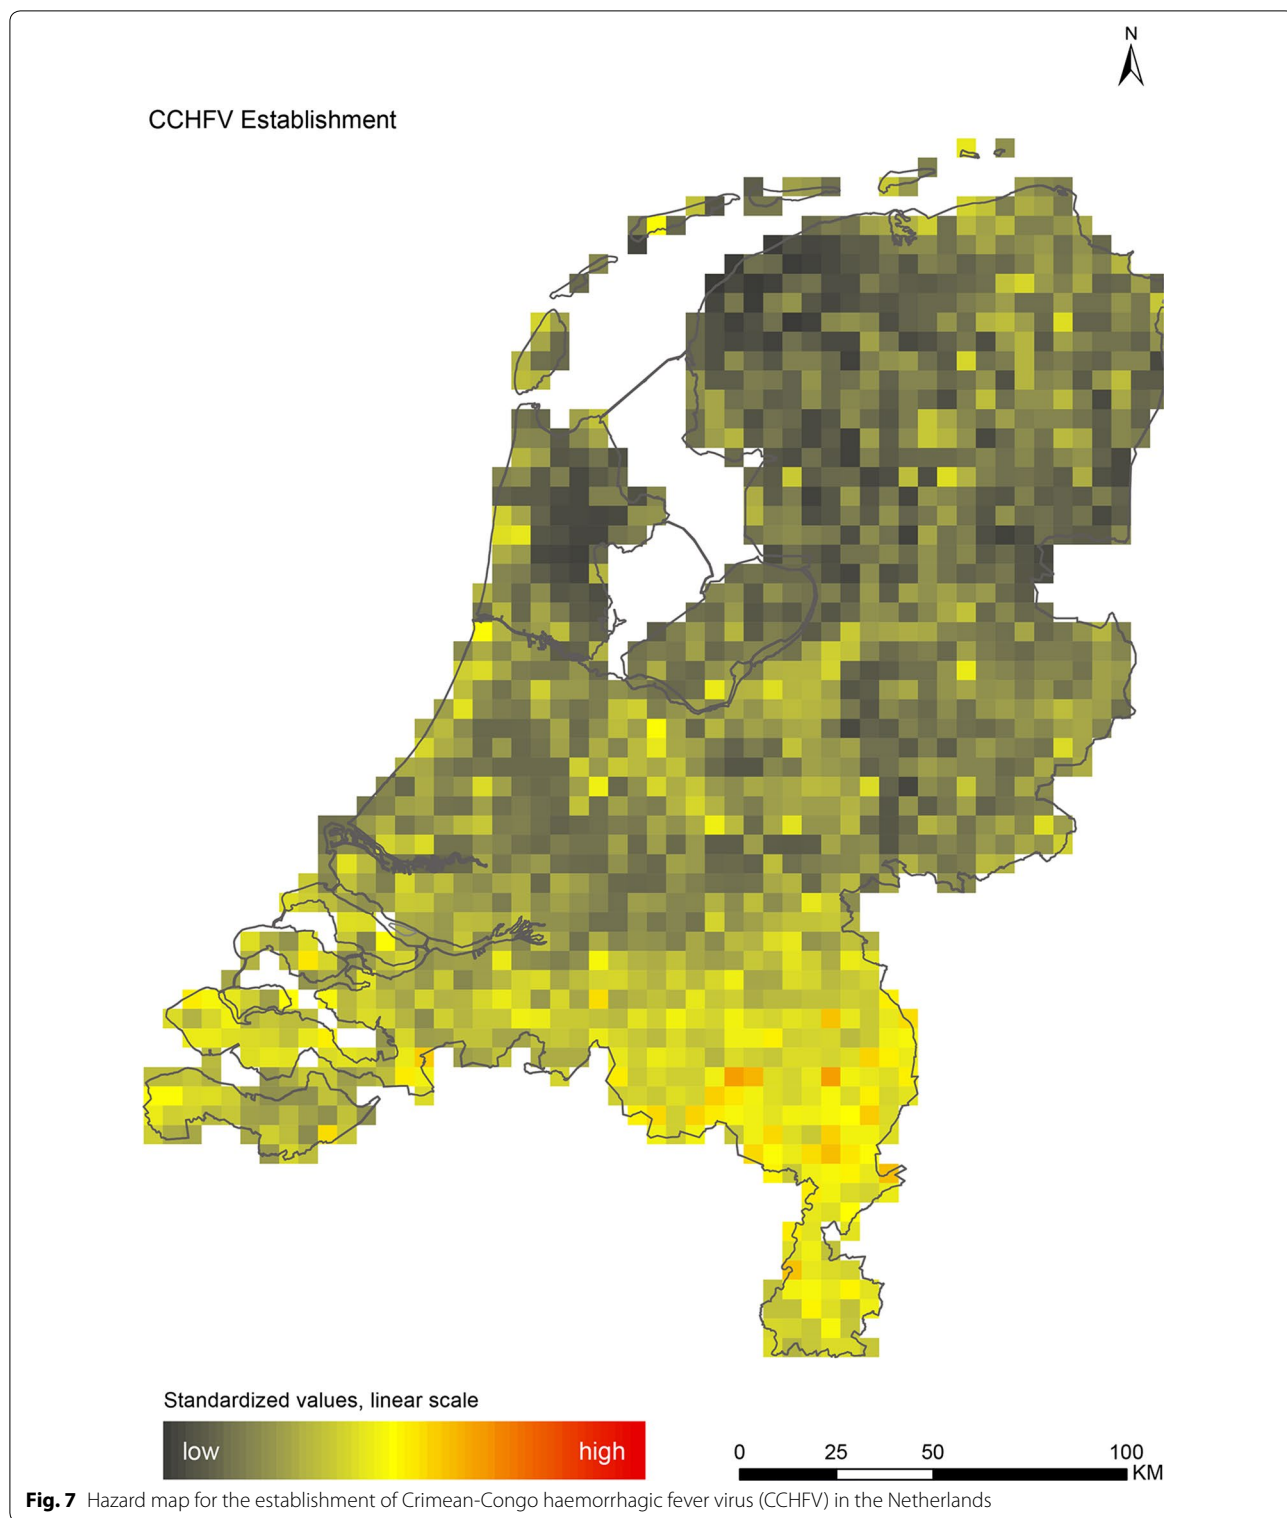 N
CCHFV Establishment
Standardized values, linear scale
low high
0 25 50 100
KM
Fig. 7 Hazard map for the establishment of Crimean-Congo haemorrhagic fever virus (CCHFV) in the Netherlands